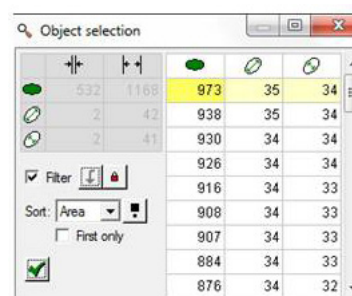 Object selection
532 1168
2 42
2 41
Filter
Sort: Area
First only
973 35 34
938 35 34
930 34 34
926 34 34
916 34 33
908 34 33
907 34 33
884 34 33
876 34 32